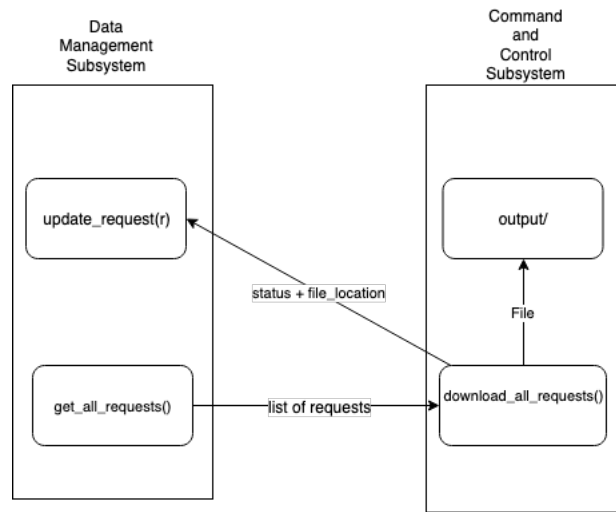 Data
Management
Subsystem
Command
and
Control
Subsystem
update_request(r)
output/
status + file_location
File
get_all_requests()
list of requests
download_all_requests()